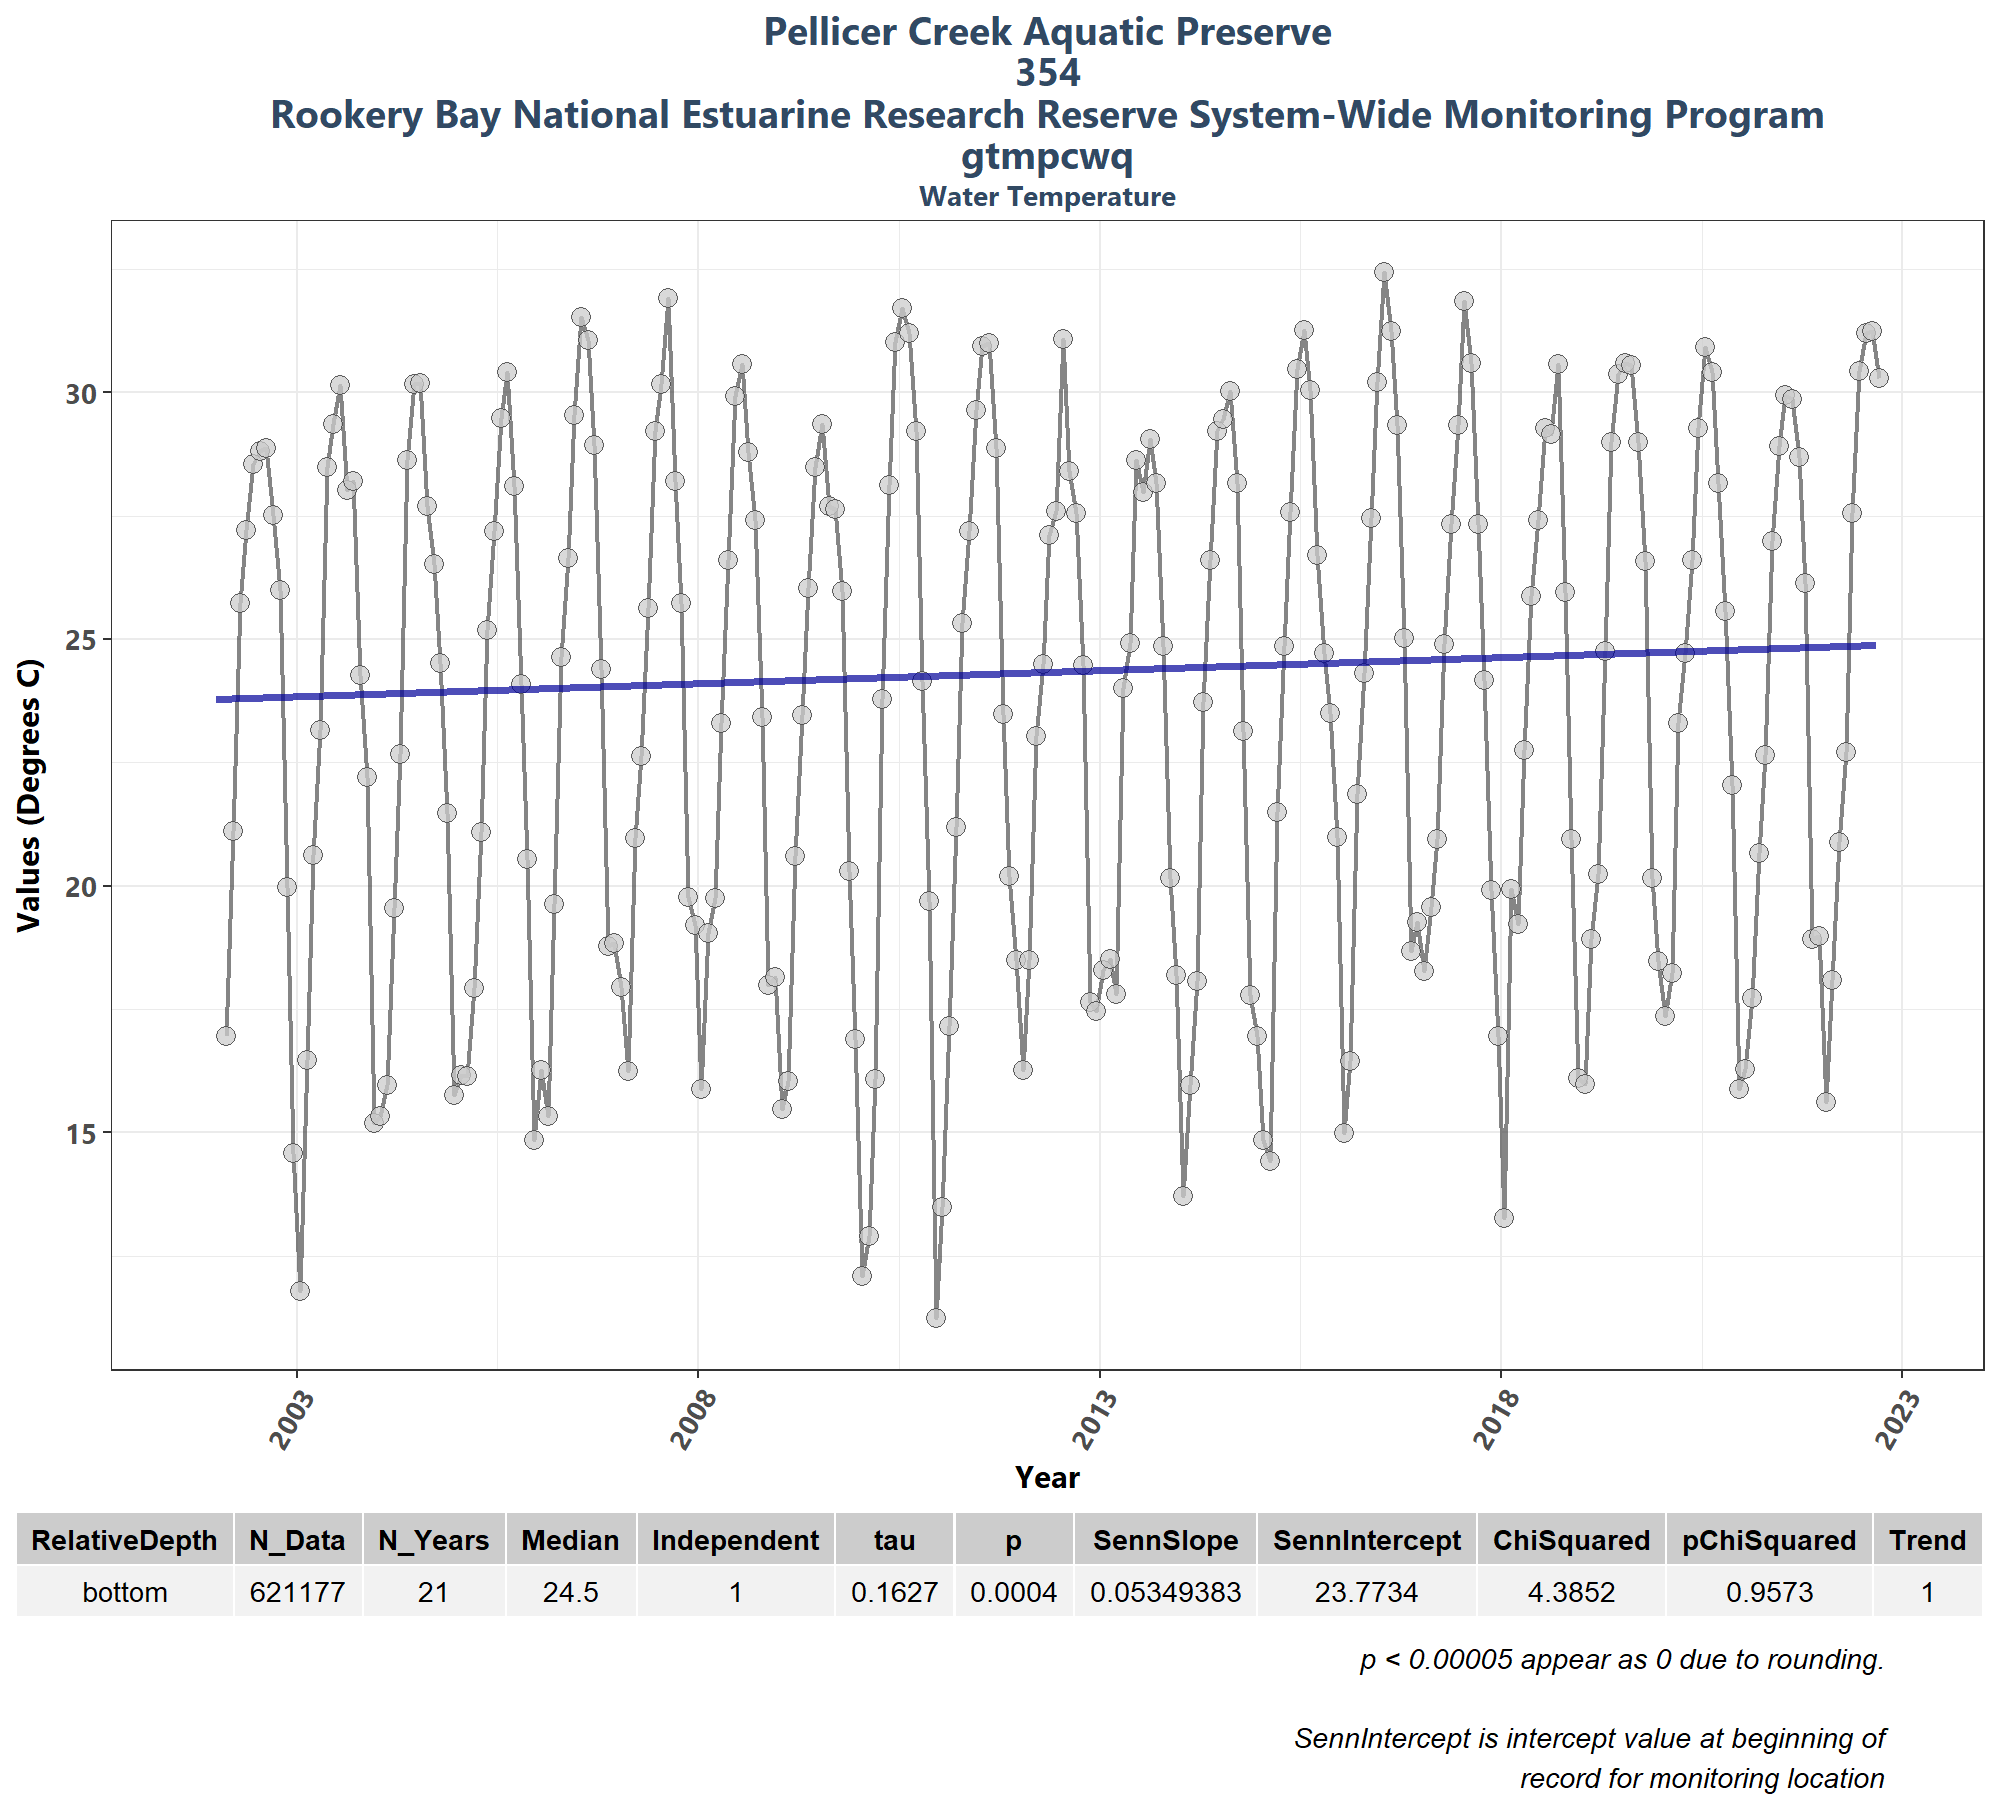 Pellicer Creek Aquatic Preserve
354
Rookery Bay National Estuarine Research Reserve System-Wide Monitoring Program
gtmpcwq
Water Temperature
30
25
20
15
Values (Degrees C)
2003 2008 2013 2018 2023
Year
RelativeDepth N_Data N_Years Median Independent tau p SennSlope SennIntercept ChiSquared pChiSquared Trend
bottom 621177 21 24.5 1 0.1627 0.0004 0.05349383 23.7734 4.3852 0.9573 1
p < 0.00005 appear as 0 due to rounding.
SennIntercept is intercept value at beginning of
record for monitoring location